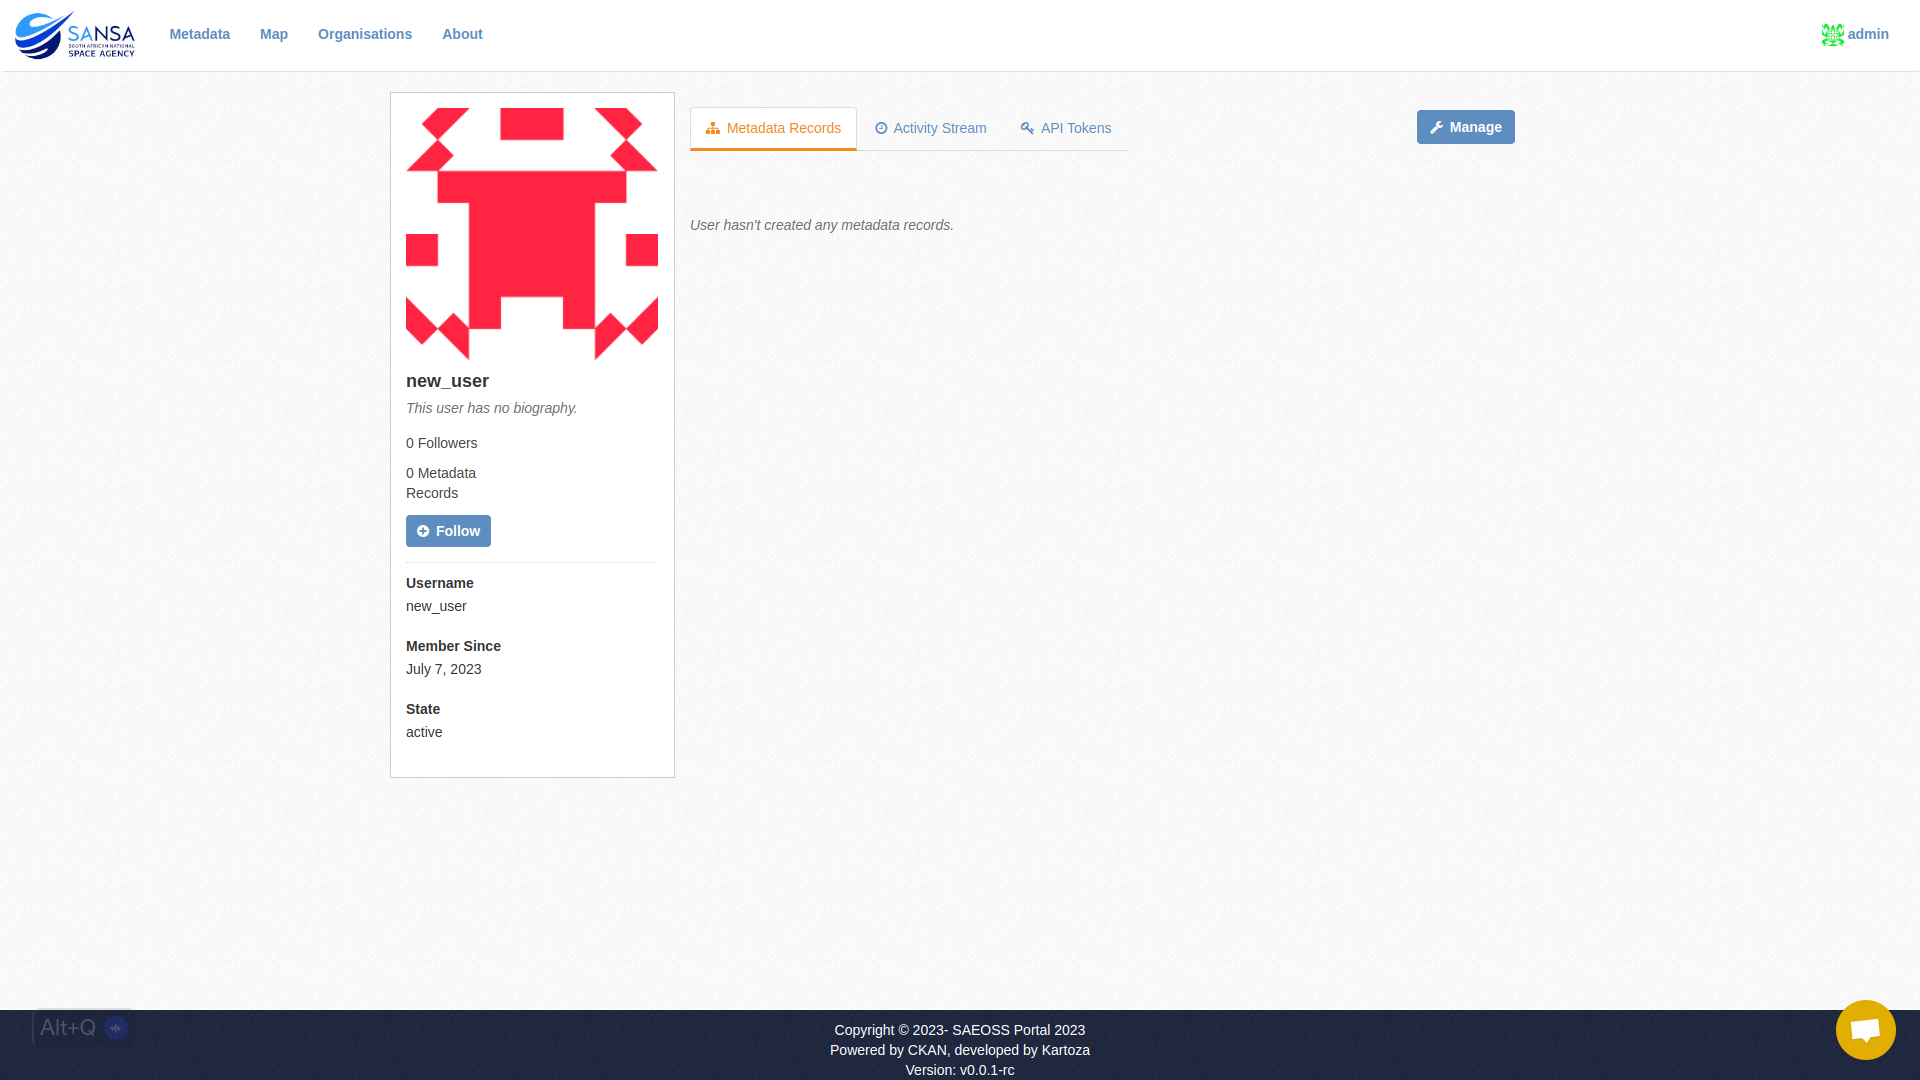 SANSA
SOUTH AFRICAN NATIONAL
SPACE AGENCY
Metadata
Map
Organisations
About
admin
Metadata Records
Activity Stream
API Tokens
Manage
User hasn't created any metadata records.
new_user
This user has no biography.
0 Followers
0 Metadata
Records
Follow
Username
new_user
Member Since
July 7, 2023
State
active
Alt+Q
Copyright © 2023- SAEOSS Portal 2023
Powered by CKAN, developed by Kartoza
Version: v0.0.1-rc